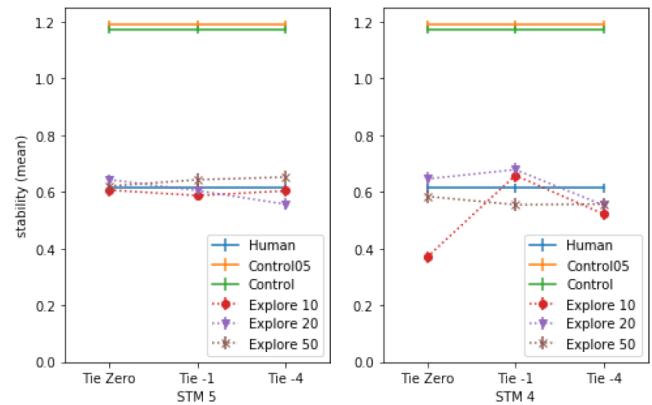 stability (mean)
1.2
1.0
0.8
0.6
0.4
0.2
0.0
Human
Control05
Control
Explore 10
Explore 20
Explore 50
Tie Zero Tie -1 Tie -4
STM 5
1.2
1.0
0.8
0.6
0.4
0.2
0.0
Human
Control05
Control
Explore 10
Explore 20
Explore 50
Tie Zero Tie -1 Tie -4
STM 4